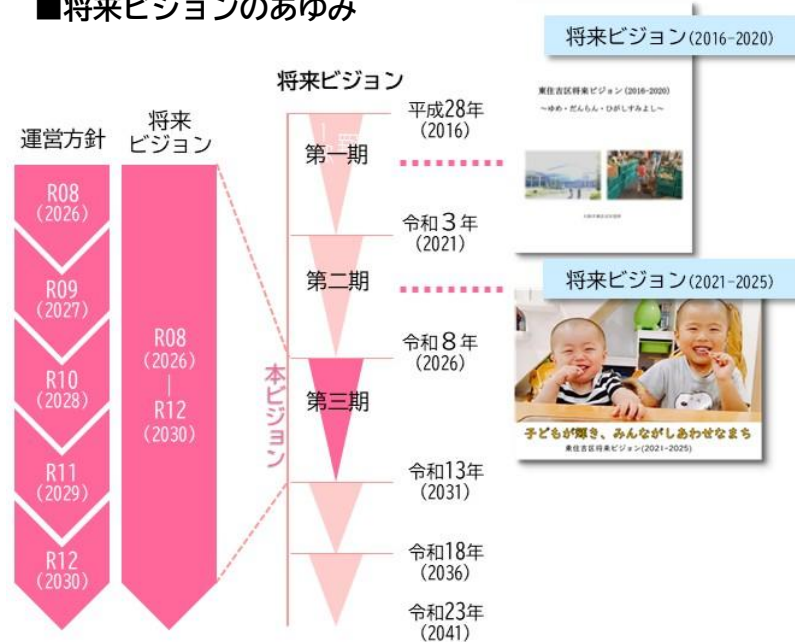 ■将来ビジョンのあゆみ
運営方針
将来
ビジョン
R08
(2026)
R09
(2027)
R10
(2028)
R11
(2029)
R12
(2030)
R08
(2026)
|
R12
(2030)
将来ビジョン
本ビジョン
第一期
第二期
第三期
平成28年
(2016)
令和3年
(2021)
令和8年
(2026)
令和13年
(2031)
令和18年
(2036)
令和23年
(2041)
将来ビジョン(2016-2020)
東住吉区将来ビジョン(2016-2020)
～ゆめ・だんらん・ひがしすみよし～
将来ビジョン(2021-2025)
子どもが輝き、みんながしあわせなまち
東住吉区将来ビジョン(2021-2025)